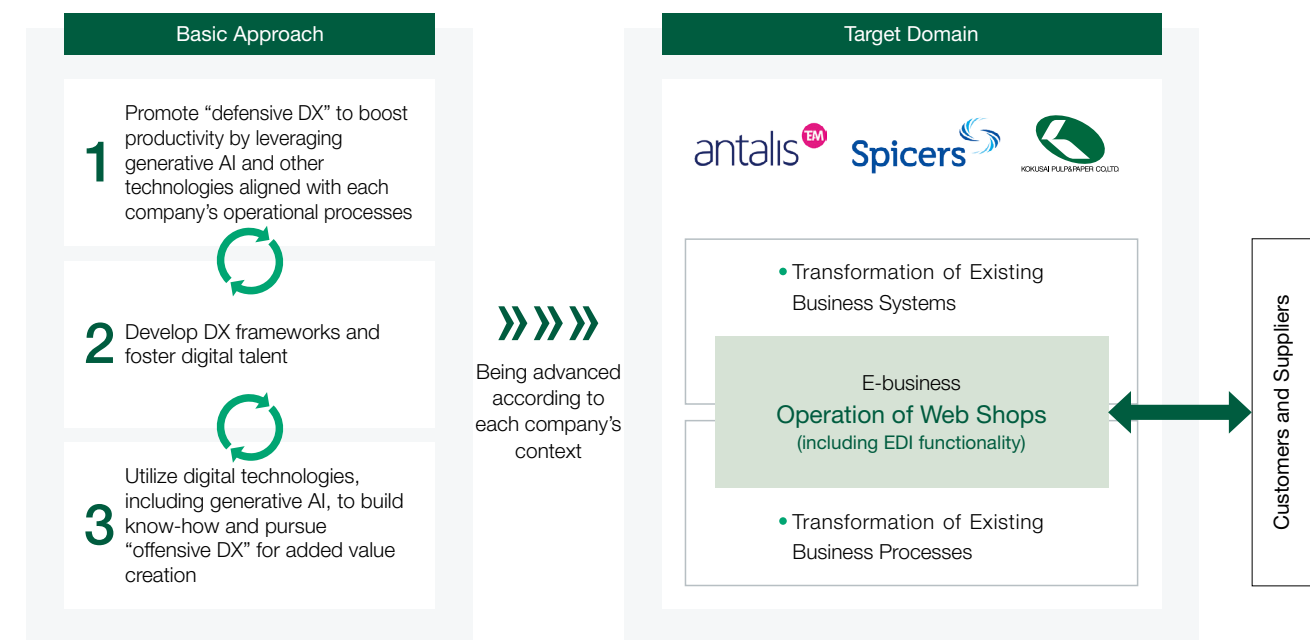 Basic Approach
1
Promote “defensive DX” to boost
productivity by leveraging
generative AI and other
technologies aligned with each
company’s operational processes
2
Develop DX frameworks and
foster digital talent
3
Utilize digital technologies,
including generative AI, to build
know-how and pursue
“offensive DX” for added value
creation
Being advanced
according to
each company’s
context
Target Domain
antalis TM
Spicers
KOKUSAI PULP&PAPER CO.,LTD.
• Transformation of Existing
Business Systems
E-business
Operation of Web Shops
(including EDI functionality)
• Transformation of Existing
Business Processes
Customers and Suppliers